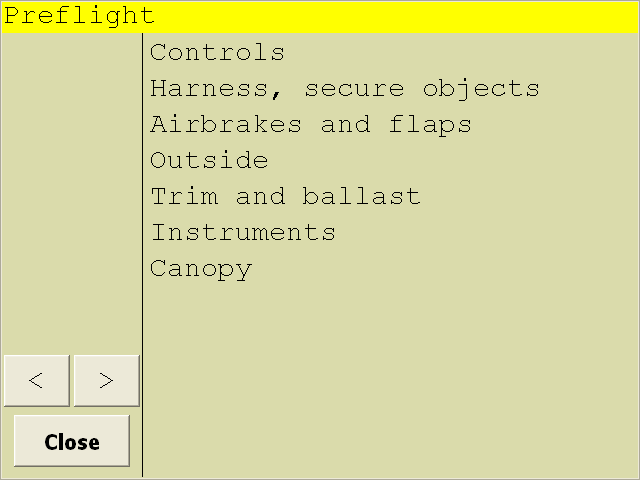 Preflight
Controls
Harness, secure objects
Airbrakes and flaps
Outside
Trim and ballast
Instruments
Canopy
< >
Close